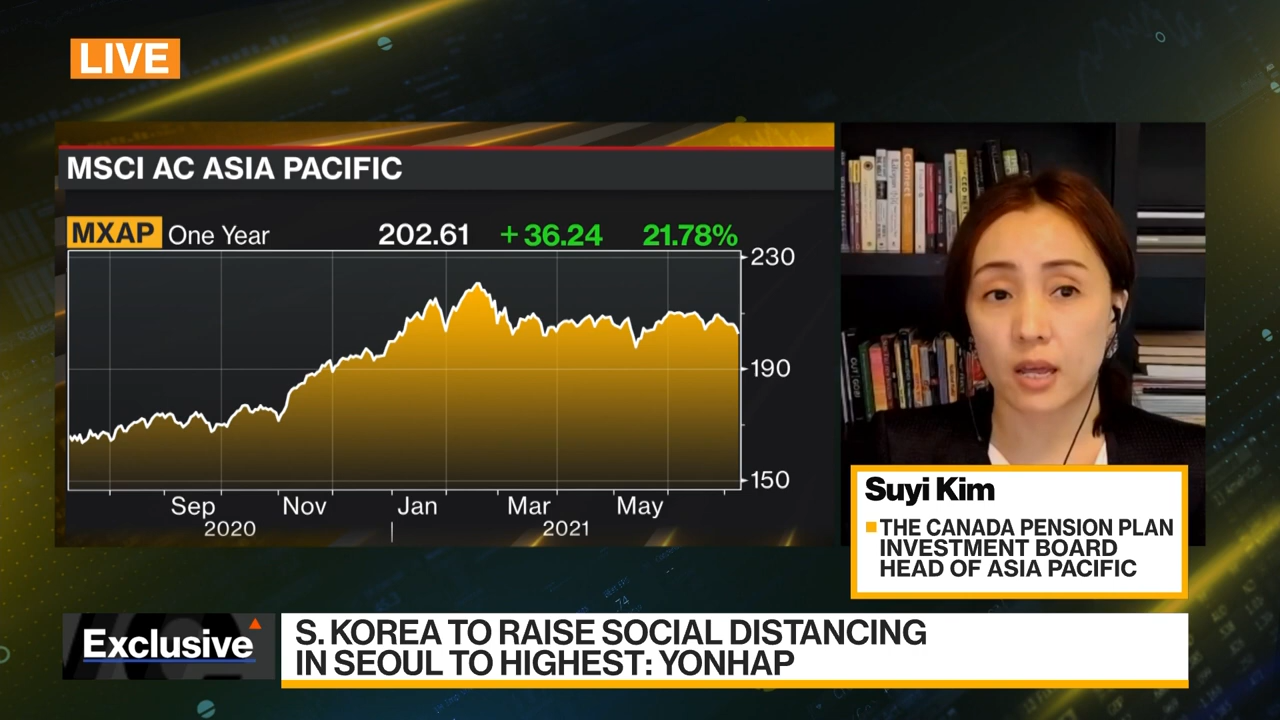 LIVE
MSCI AC ASIA PACIFIC
MXAP One Year 202.61 +36.24 21.78%
230
190
150
Sep Nov Jan Mar May
2020 2021
Connect
Suyi Kim
THE CANADA PENSION PLAN
INVESTMENT BOARD
HEAD OF ASIA PACIFIC
Exclusive
S. KOREA TO RAISE SOCIAL DISTANCING
IN SEOUL TO HIGHEST: YONHAP